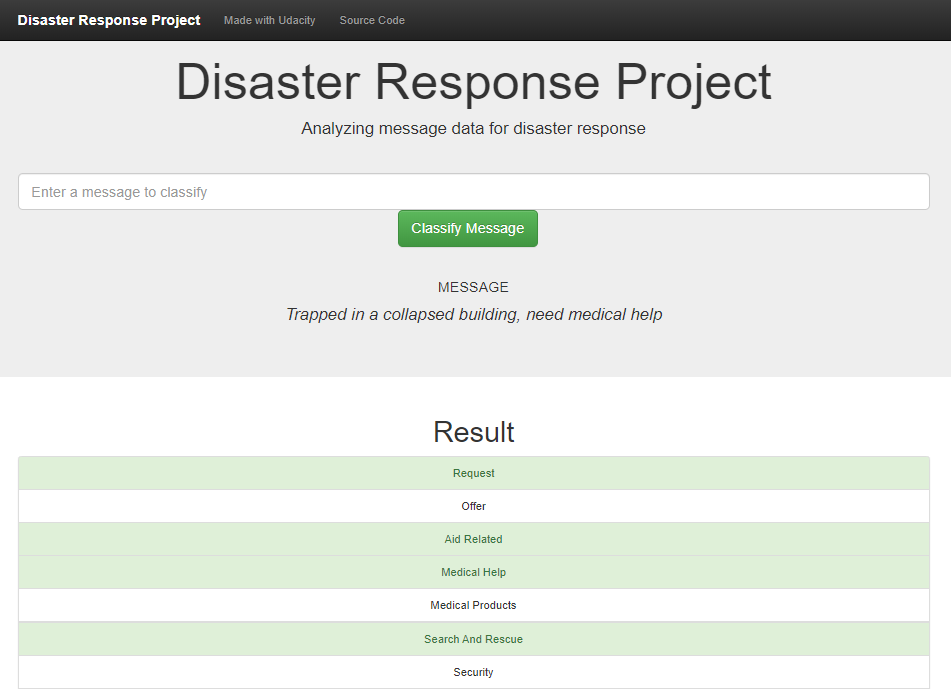 Disaster Response Project Made with Udacity Source Code
Disaster Response Project
Analyzing message data for disaster response
Enter a message to classify
Classify Message
MESSAGE
Trapped in a collapsed building, need medical help
Result
Request
Offer
Aid Related
Medical Help
Medical Products
Search And Rescue
Security